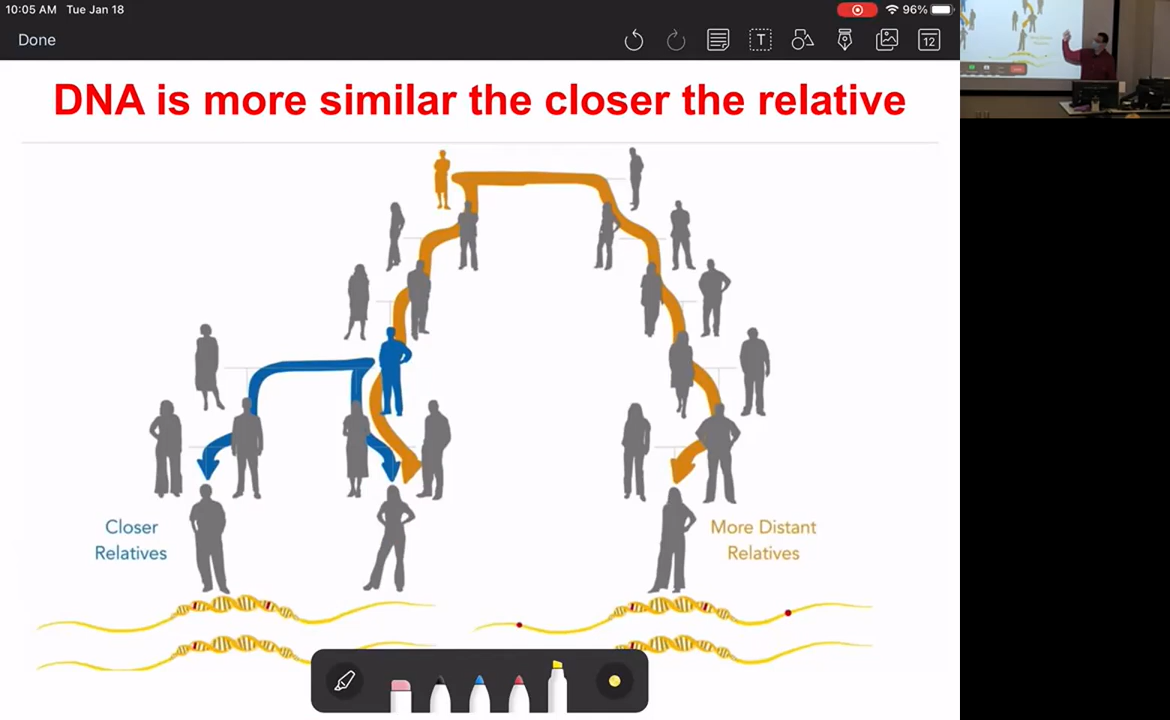 10:05 AM Tue Jan 18
96%
Done
T
12
DNA is more similar the closer the relative
Closer
Relatives
More Distant
Relatives